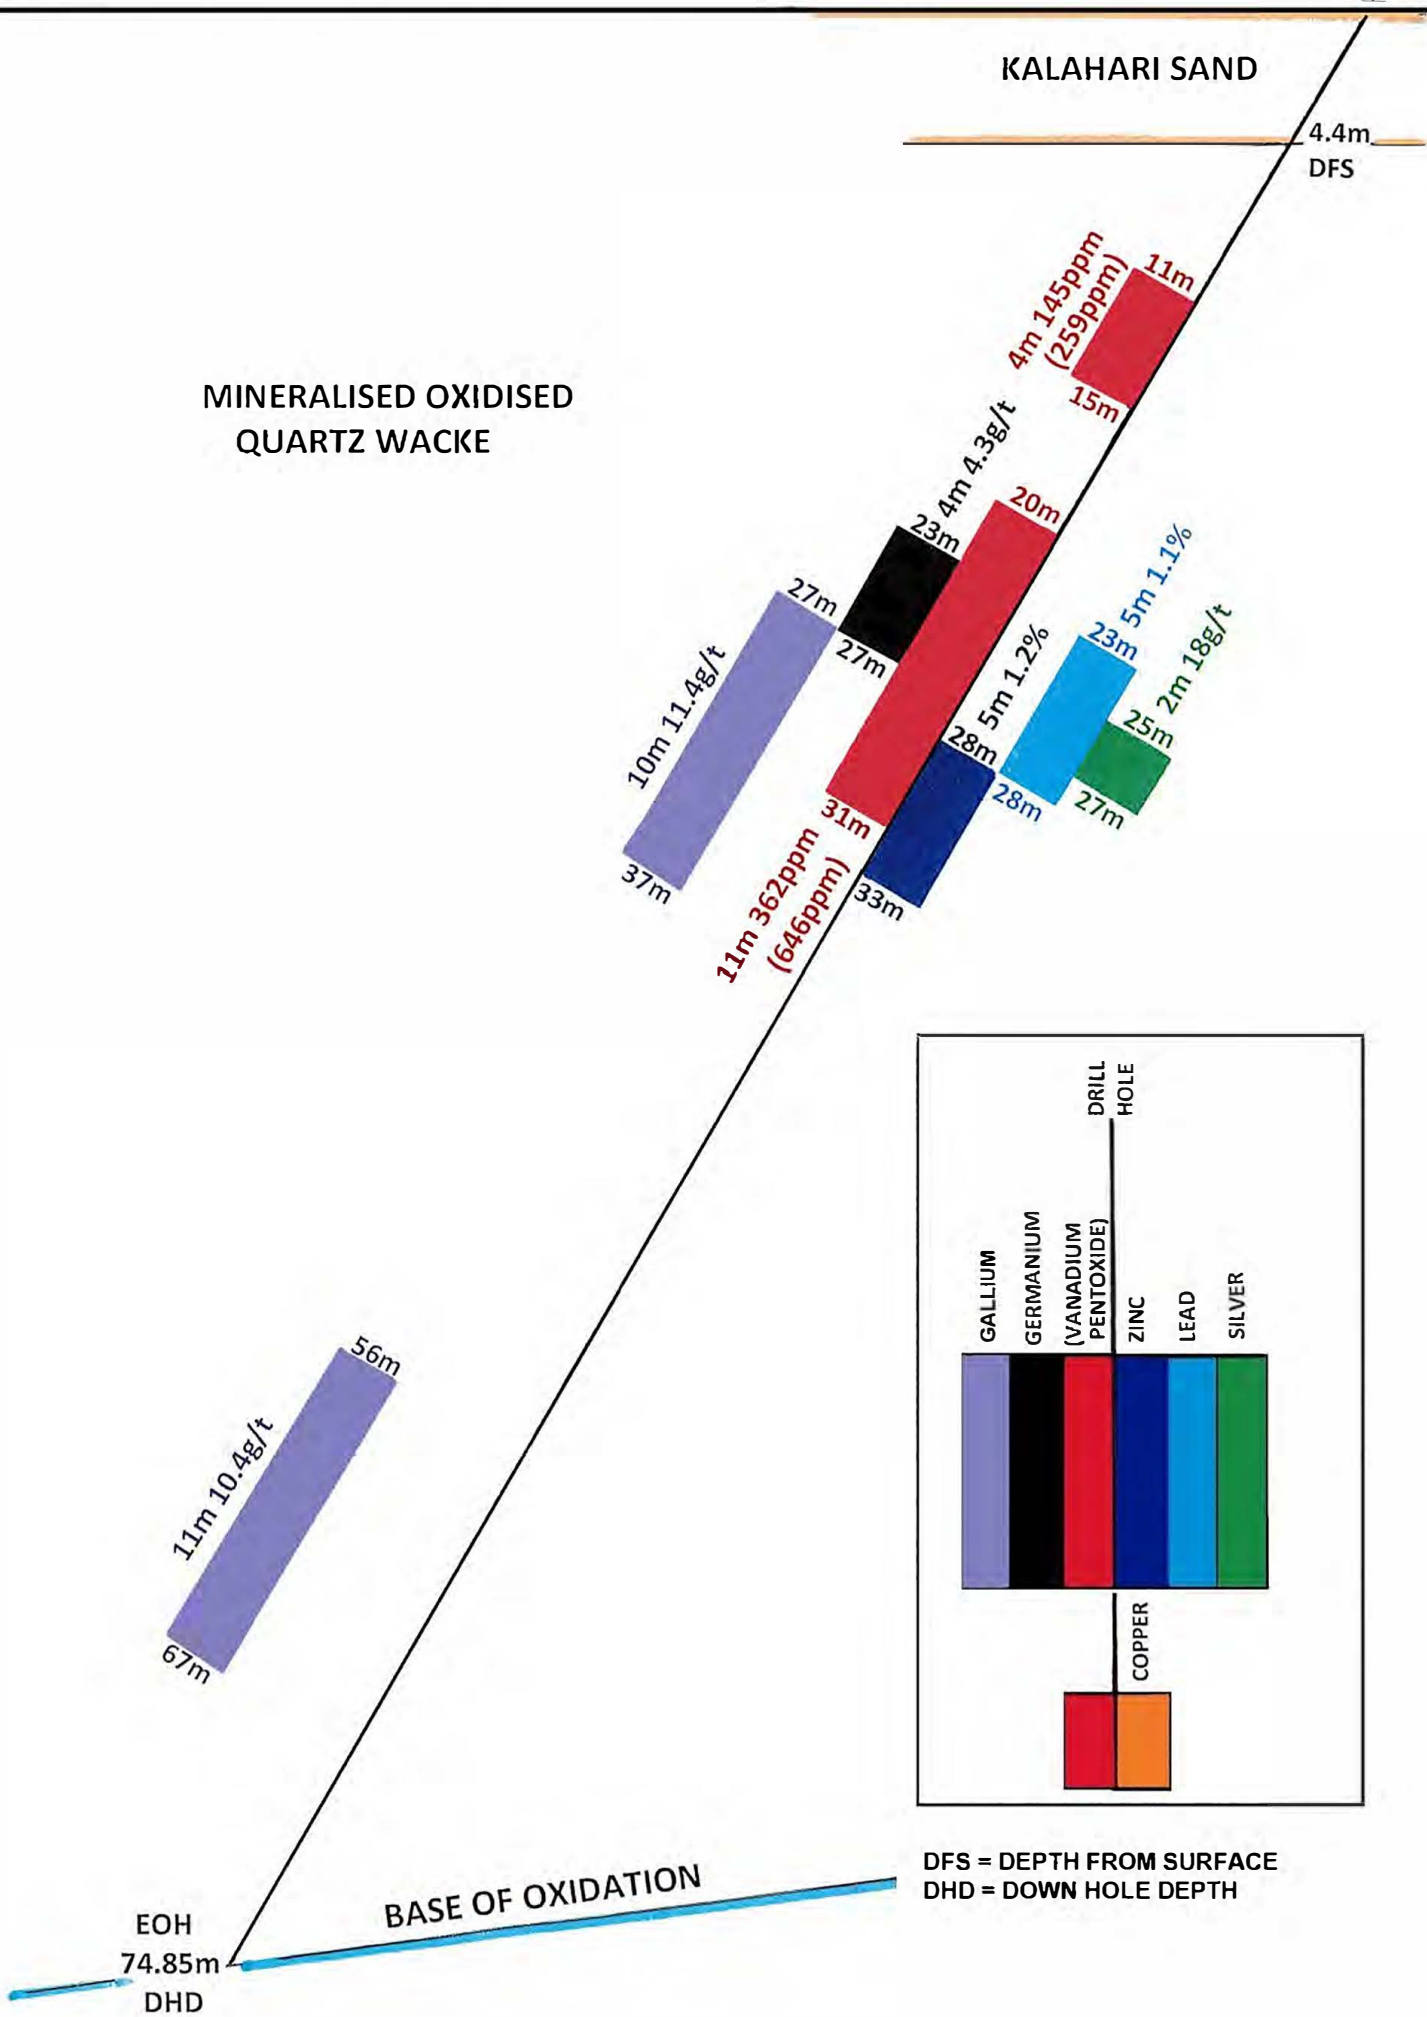 KALAHARI SAND
4.4m
DFS
MINERALISED OXIDISED
QUARTZ WACKE
11m
4m 145ppm
(259ppm)
15m
4m 4.3g/t
20m
23m
27m
27m
10m 11.4g/t
37m
31m
11m 362ppm
(646ppm)
5m 1.2%
28m
33m
5m 1.1%
23m
28m
2m 18g/t
25m
27m
56m
11m 10.4g/t
67m
DRILL
HOLE
GALLIUM
GERMANIUM
(VANADIUM
PENTOXIDE)
ZINC
LEAD
SILVER
COPPER
DFS = DEPTH FROM SURFACE
DHD = DOWN HOLE DEPTH
BASE OF OXIDATION
EOH
74.85m
DHD